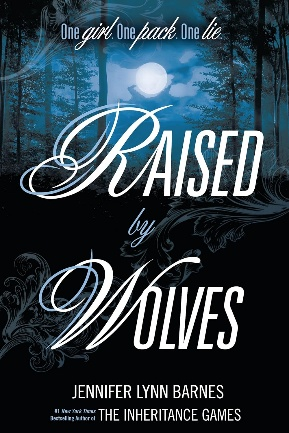 One girl. One pack. One lie.
RAISED
by
WOLVES
JENNIFER LYNN BARNES
#1 New York Times
Bestselling Author of THE INHERITANCE GAMES